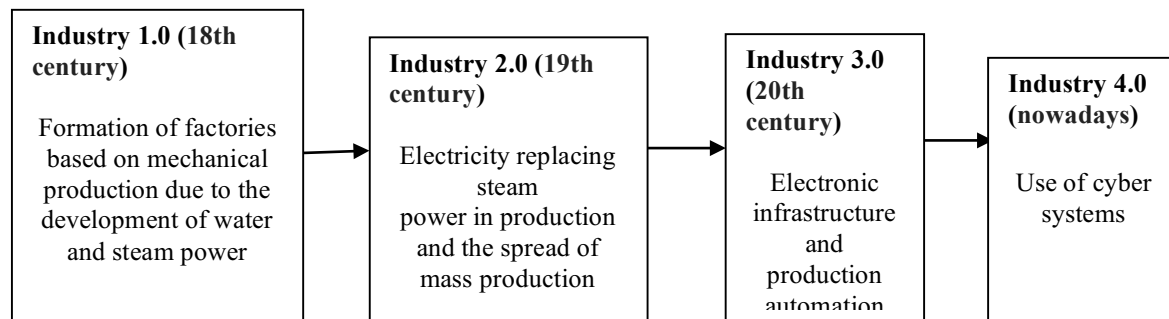 Industry 1.0 (18th
century)
Formation of factories
based on mechanical
production due to the
development of water
and steam power
Industry 2.0 (19th
century)
Electricity replacing
steam
power in production
and the spread of
mass production
Industry 3.0
(20th
century)
Electronic
infrastructure
and
production
automation
Industry 4.0
(nowadays)
Use of cyber
systems